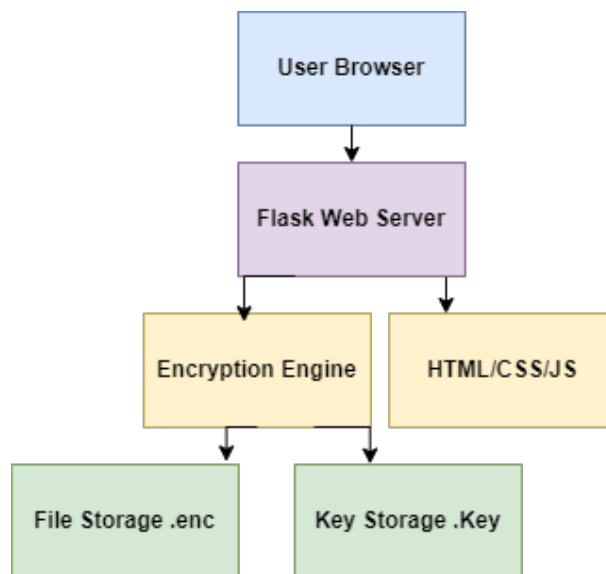 User Browser
Flask Web Server
Encryption Engine
HTML/CSS/JS
File Storage .enc
Key Storage .Key